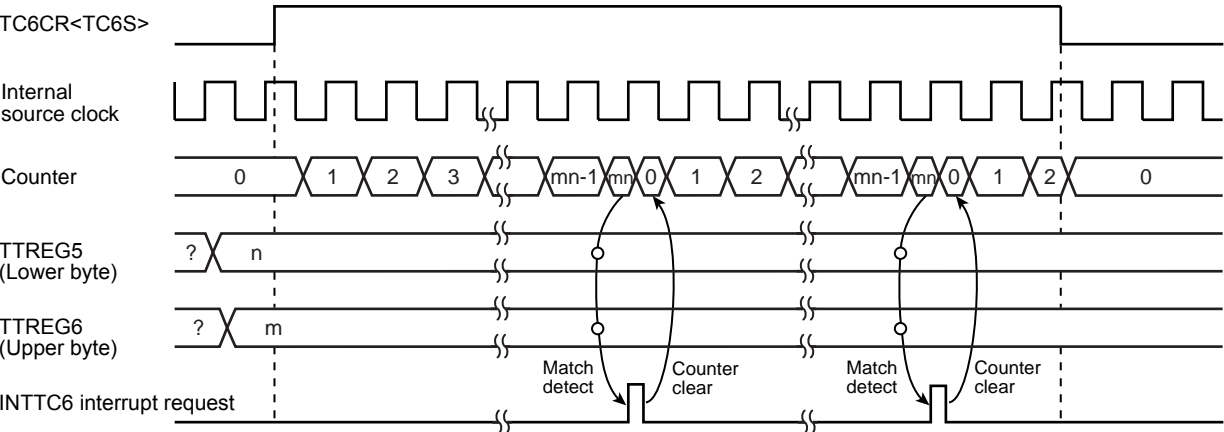 TC6CR<TC6S>
Internal
source clock
Counter
0 1 2 3 mn-1 mn 0 1 2 mn-1 mn 0 1 2 0
TTREG5
(Lower byte)
? n
TTREG6
(Upper byte)
? m
Match
detect
Counter
clear
Match
detect
Counter
clear
INTTC6 interrupt request